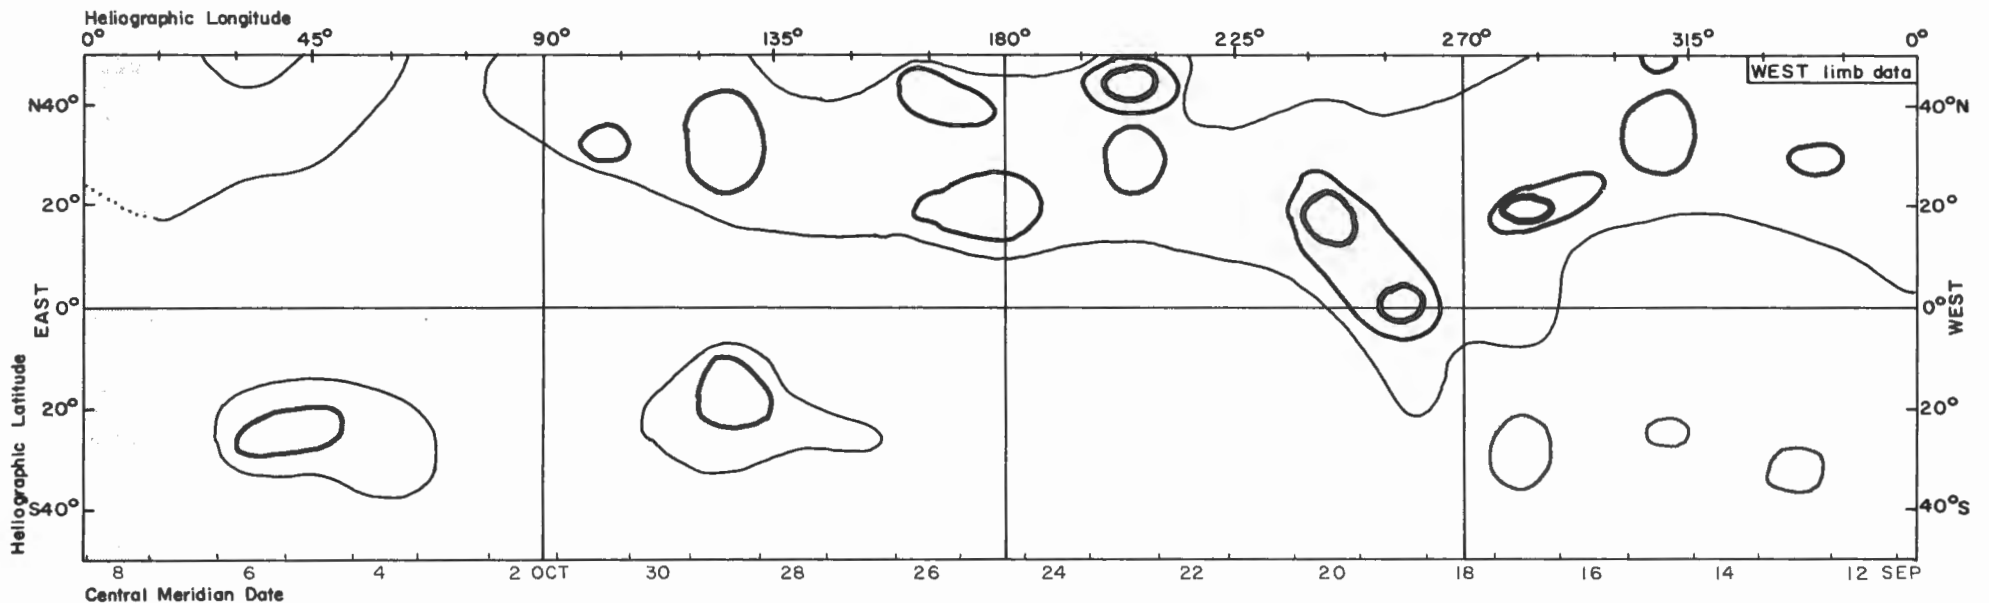 Heliographic Longitude
0° 45° 90° 135° 180° 225° 270° 315° 0°
WEST limb data
N40° 40°N
20° 20°
EAST 0° 0° WEST
20° 20°
Heliographic Latitude
S40° 40°S
8 6 4 2 OCT 30 28 26 24 22 20 18 16 14 12 SEP
Central Meridian Date